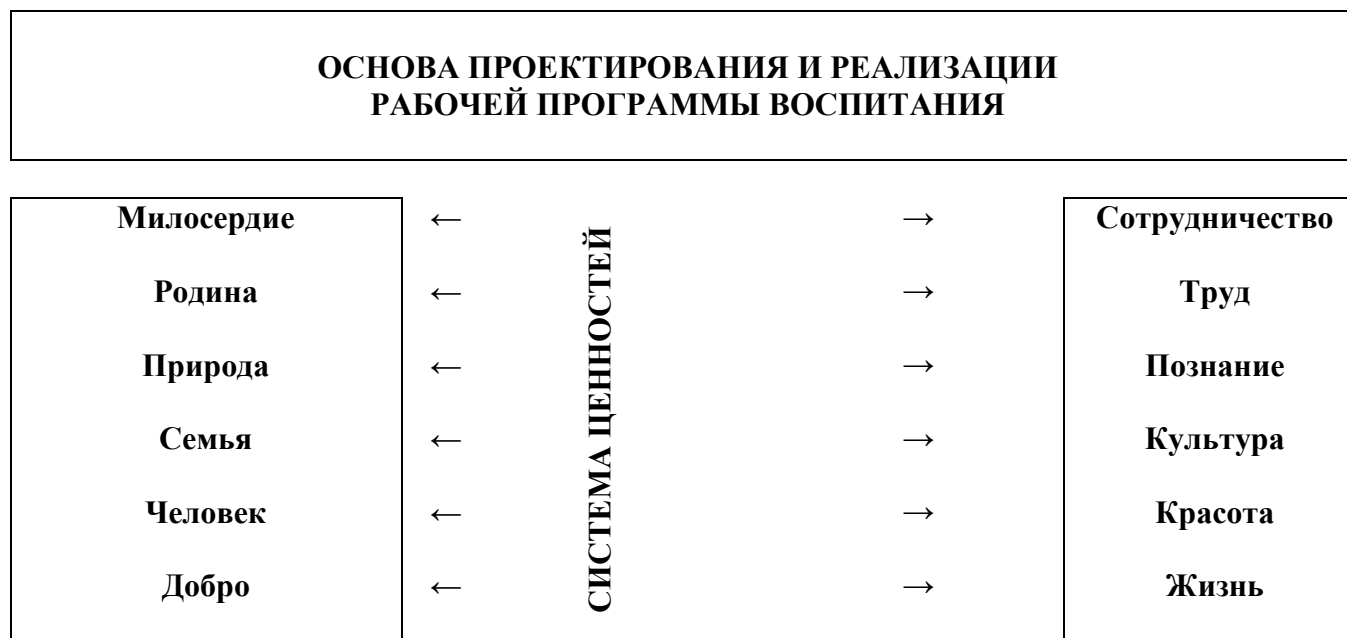 ОСНОВА ПРОЕКТИРОВАНИЯ И РЕАЛИЗАЦИИ
РАБОЧЕЙ ПРОГРАММЫ ВОСПИТАНИЯ
Милосердие ← → Сотрудничество
Родина ← → Труд
Природа ← → Познание
Семья ← → Культура
Человек ← → Красота
Добро ← → Жизнь
СИСТЕМА ЦЕННОСТЕЙ